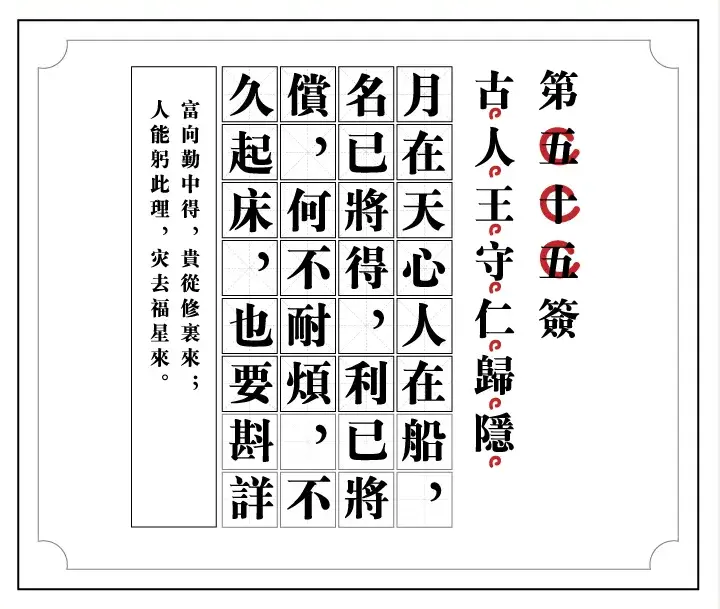 第五十五簽
古人王守仁歸隱
月在天心人在船，
名已將得，利已將
償，何不耐煩，不
久起床，也要斟詳
富向勤中得，貴從修裏來；
人能躬此理，灾去福星來。